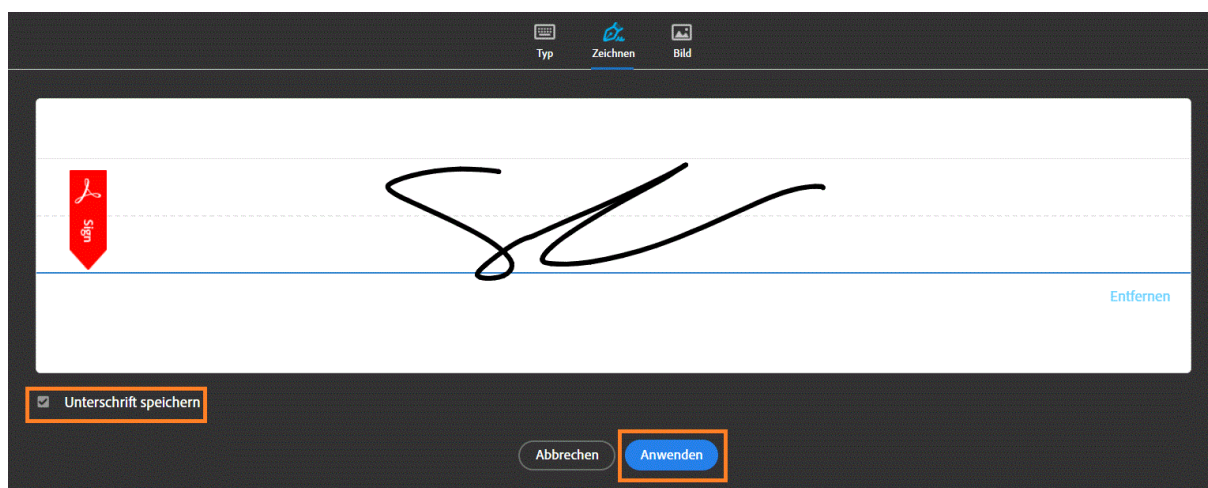 Typ Zeichnen Bild
Sign
Entfernen
Unterschrift speichern
Abbrechen Anwenden